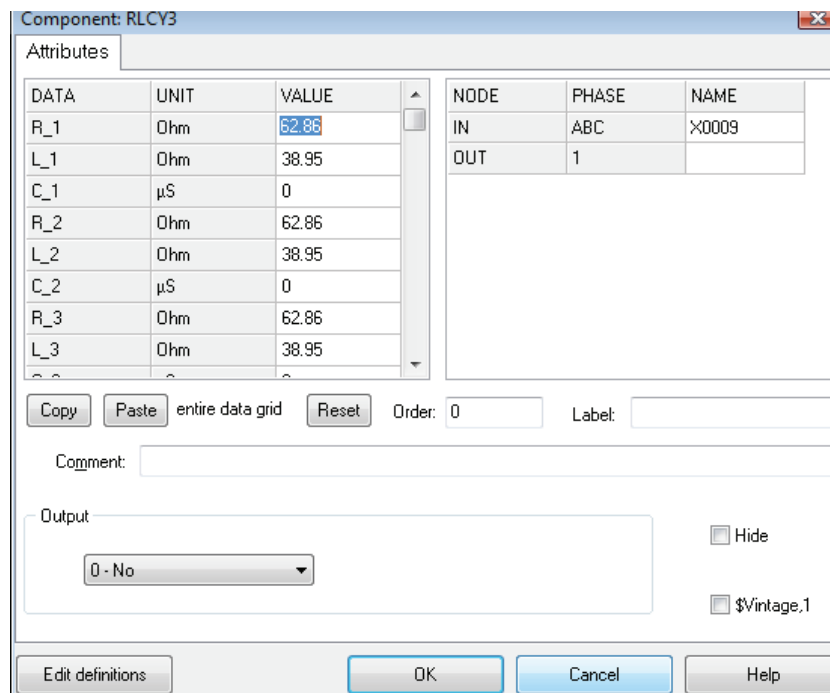 Component: RLCY3
Attributes
DATA UNIT VALUE
R_1 Ohm 62.86
L_1 Ohm 38.95
C_1 µS 0
R_2 Ohm 62.86
L_2 Ohm 38.95
C_2 µS 0
R_3 Ohm 62.86
L_3 Ohm 38.95
NODE PHASE NAME
IN ABC X0009
OUT 1
Copy Paste entire data grid Reset Order: 0 Label:
Comment:
Output
0 - No
Hide
$Vintage,1
Edit definitions OK Cancel Help